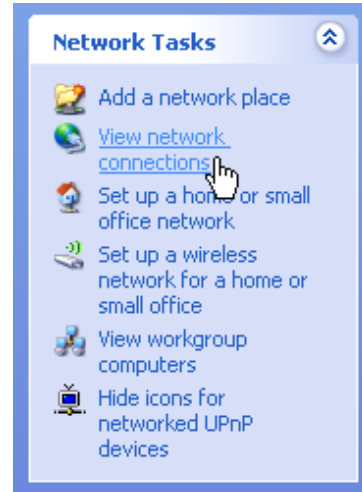 Network Tasks
Add a network place
View network
connections
Set up a home or small
office network
Set up a wireless
network for a home or
small office
View workgroup
computers
Hide icons for
networked UPnP
devices